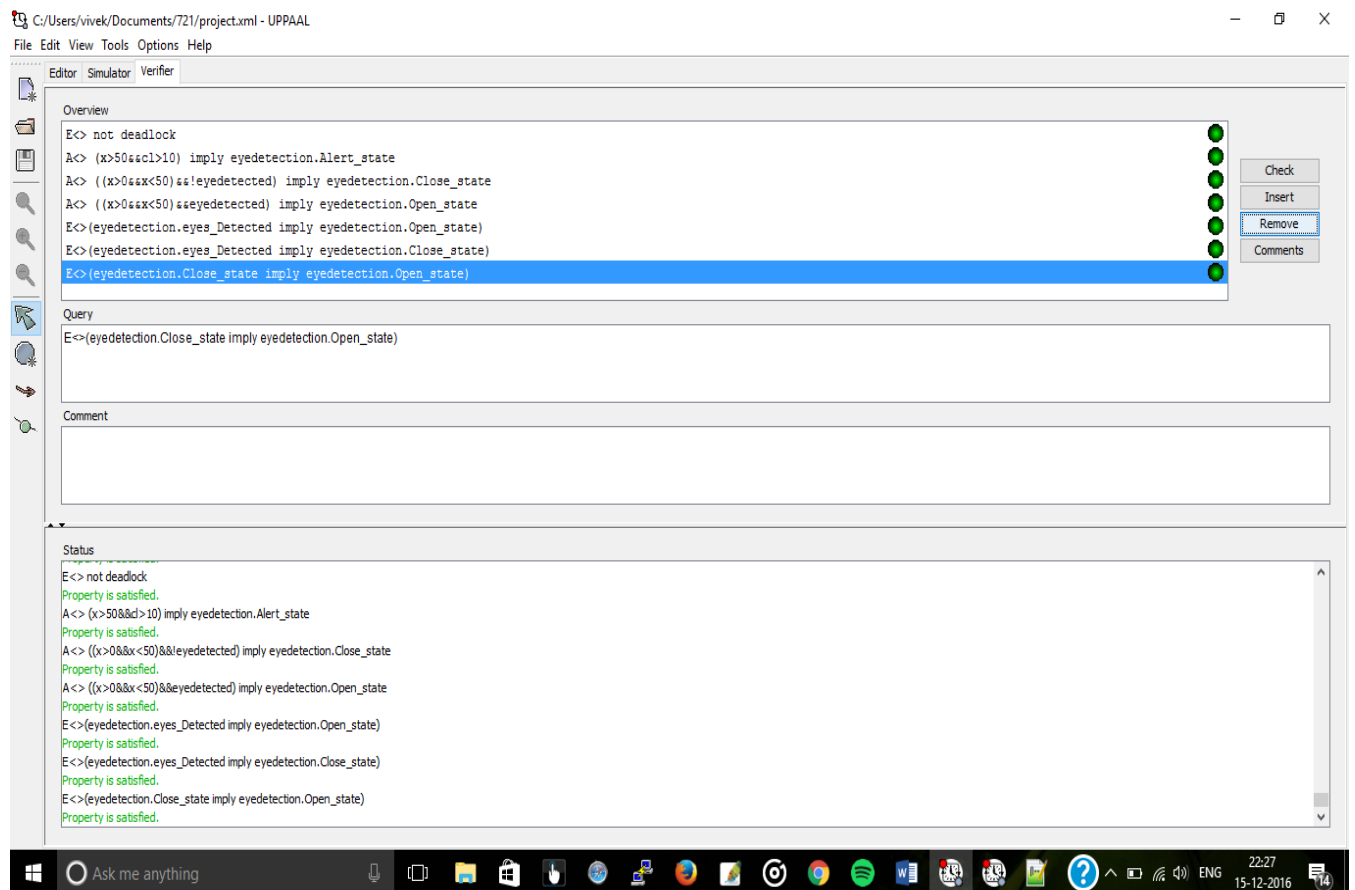 C:/Users/vivek/Documents/721/project.xml - UPPAAL
File Edit View Tools Options Help
Editor Simulator Verifier
Overview
E<> not deadlock
A<> (x>50&&cl>10) imply eyedetection.Alert_state
A<> ((x>0&&x<50)&&!eyedetected) imply eyedetection.Close_state
A<> ((x>0&&x<50)&&eyedetected) imply eyedetection.Open_state
E<>(eyedetection.eyes_Detected imply eyedetection.Open_state)
E<>(eyedetection.eyes_Detected imply eyedetection.Close_state)
E<>(eyedetection.Close_state imply eyedetection.Open_state)
Check
Insert
Remove
Comments
Query
E<>(eyedetection.Close_state imply eyedetection.Open_state)
Comment
Status
E<> not deadlock
Property is satisfied.
A<> (x>50&&cl>10) imply eyedetection.Alert_state
Property is satisfied.
A<> ((x>0&&x<50)&&!eyedetected) imply eyedetection.Close_state
Property is satisfied.
A<> ((x>0&&x<50)&&eyedetected) imply eyedetection.Open_state
Property is satisfied.
E<>(eyedetection.eyes_Detected imply eyedetection.Open_state)
Property is satisfied.
E<>(eyedetection.eyes_Detected imply eyedetection.Close_state)
Property is satisfied.
E<>(eyedetection.Close_state imply eyedetection.Open_state)
Property is satisfied.
Ask me anything
ENG
22:27
15-12-2016
14